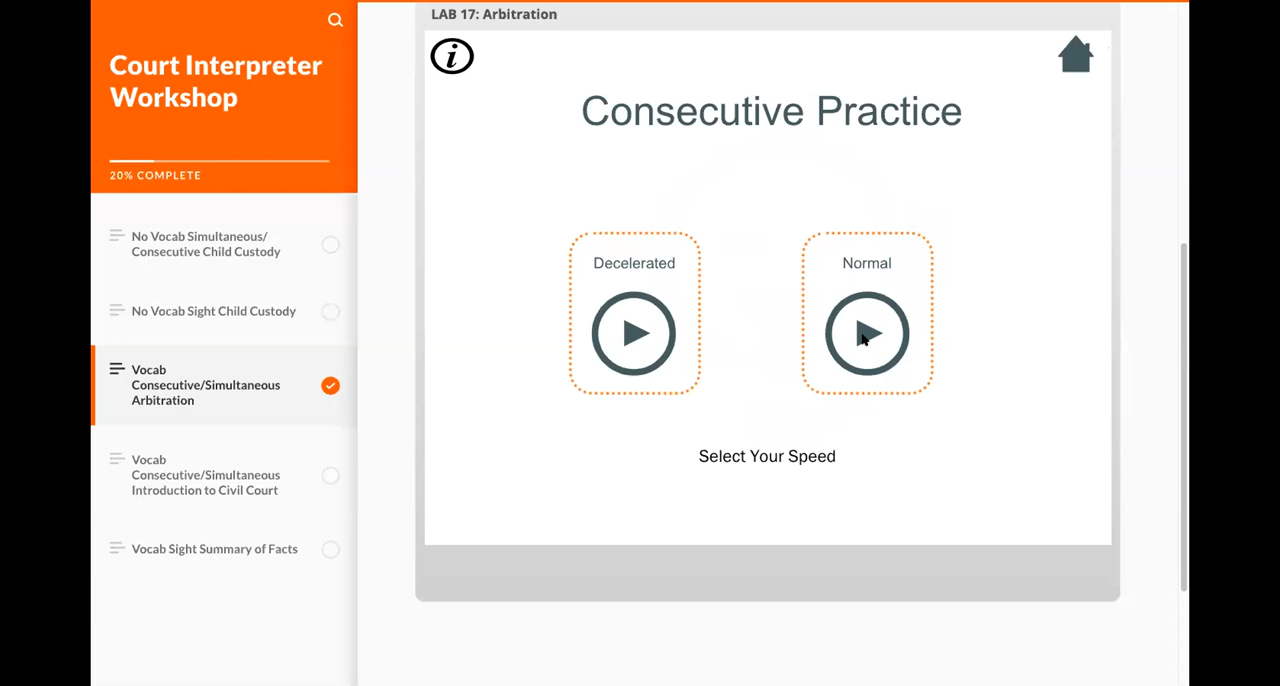 Court Interpreter
Workshop
20% COMPLETE
No Vocab Simultaneous/
Consecutive Child Custody
No Vocab Sight Child Custody
Vocab
Consecutive/Simultaneous
Arbitration
Vocab
Consecutive/Simultaneous
Introduction to Civil Court
Vocab Sight Summary of Facts
LAB 17: Arbitration
i
Consecutive Practice
Decelerated
Normal
Select Your Speed